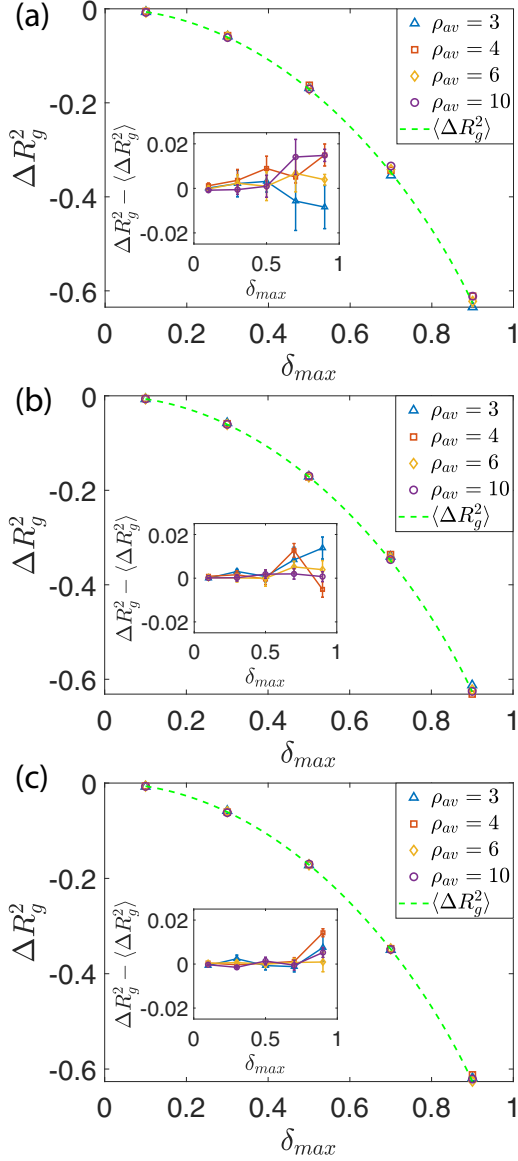 (a)
0
-0.2
-0.4
-0.6
ΔR_g^2
0 0.2 0.4 0.6 0.8 1
δ_max
ρ_av = 3
ρ_av = 4
ρ_av = 6
ρ_av = 10
⟨ΔR_g^2⟩
0.02
0
-0.02
ΔR_g^2 − ⟨ΔR_g^2⟩
0 0.5 1
δ_max
(b)
0
-0.2
-0.4
-0.6
ΔR_g^2
0 0.2 0.4 0.6 0.8 1
δ_max
ρ_av = 3
ρ_av = 4
ρ_av = 6
ρ_av = 10
⟨ΔR_g^2⟩
0.02
0
-0.02
ΔR_g^2 − ⟨ΔR_g^2⟩
0 0.5 1
δ_max
(c)
0
-0.2
-0.4
-0.6
ΔR_g^2
0 0.2 0.4 0.6 0.8 1
δ_max
ρ_av = 3
ρ_av = 4
ρ_av = 6
ρ_av = 10
⟨ΔR_g^2⟩
0.02
0
-0.02
ΔR_g^2 − ⟨ΔR_g^2⟩
0 0.5 1
δ_max